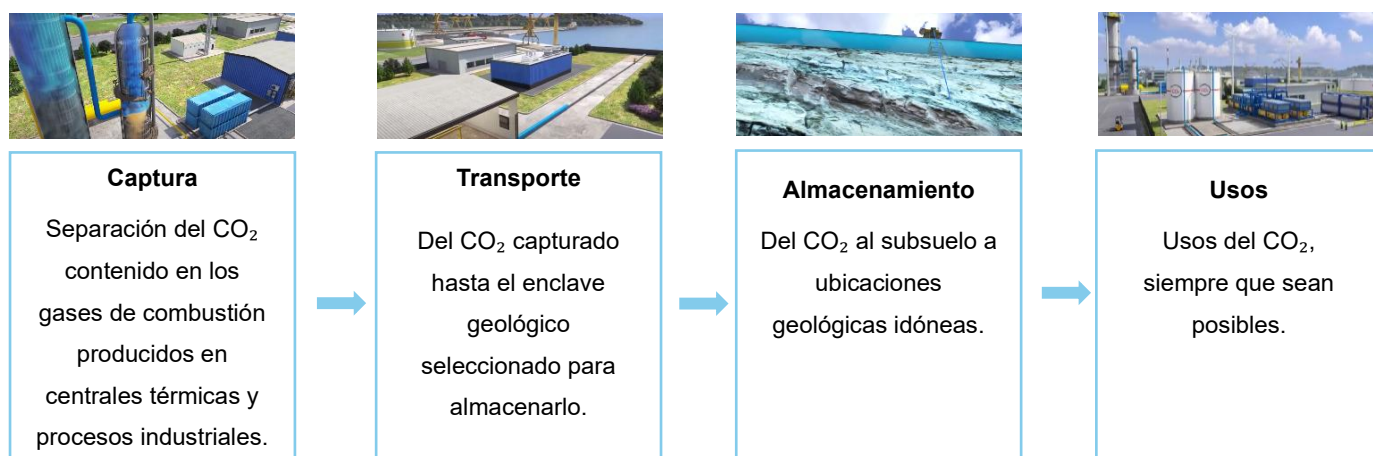 Captura
Separación del CO₂
contenido en los
gases de combustión
producidos en
centrales térmicas y
procesos industriales.
Transporte
Del CO₂ capturado
hasta el enclave
geológico
seleccionado para
almacenarlo.
Almacenamiento
Del CO₂ al subsuelo a
ubicaciones
geológicas idóneas.
Usos
Usos del CO₂,
siempre que sean
posibles.